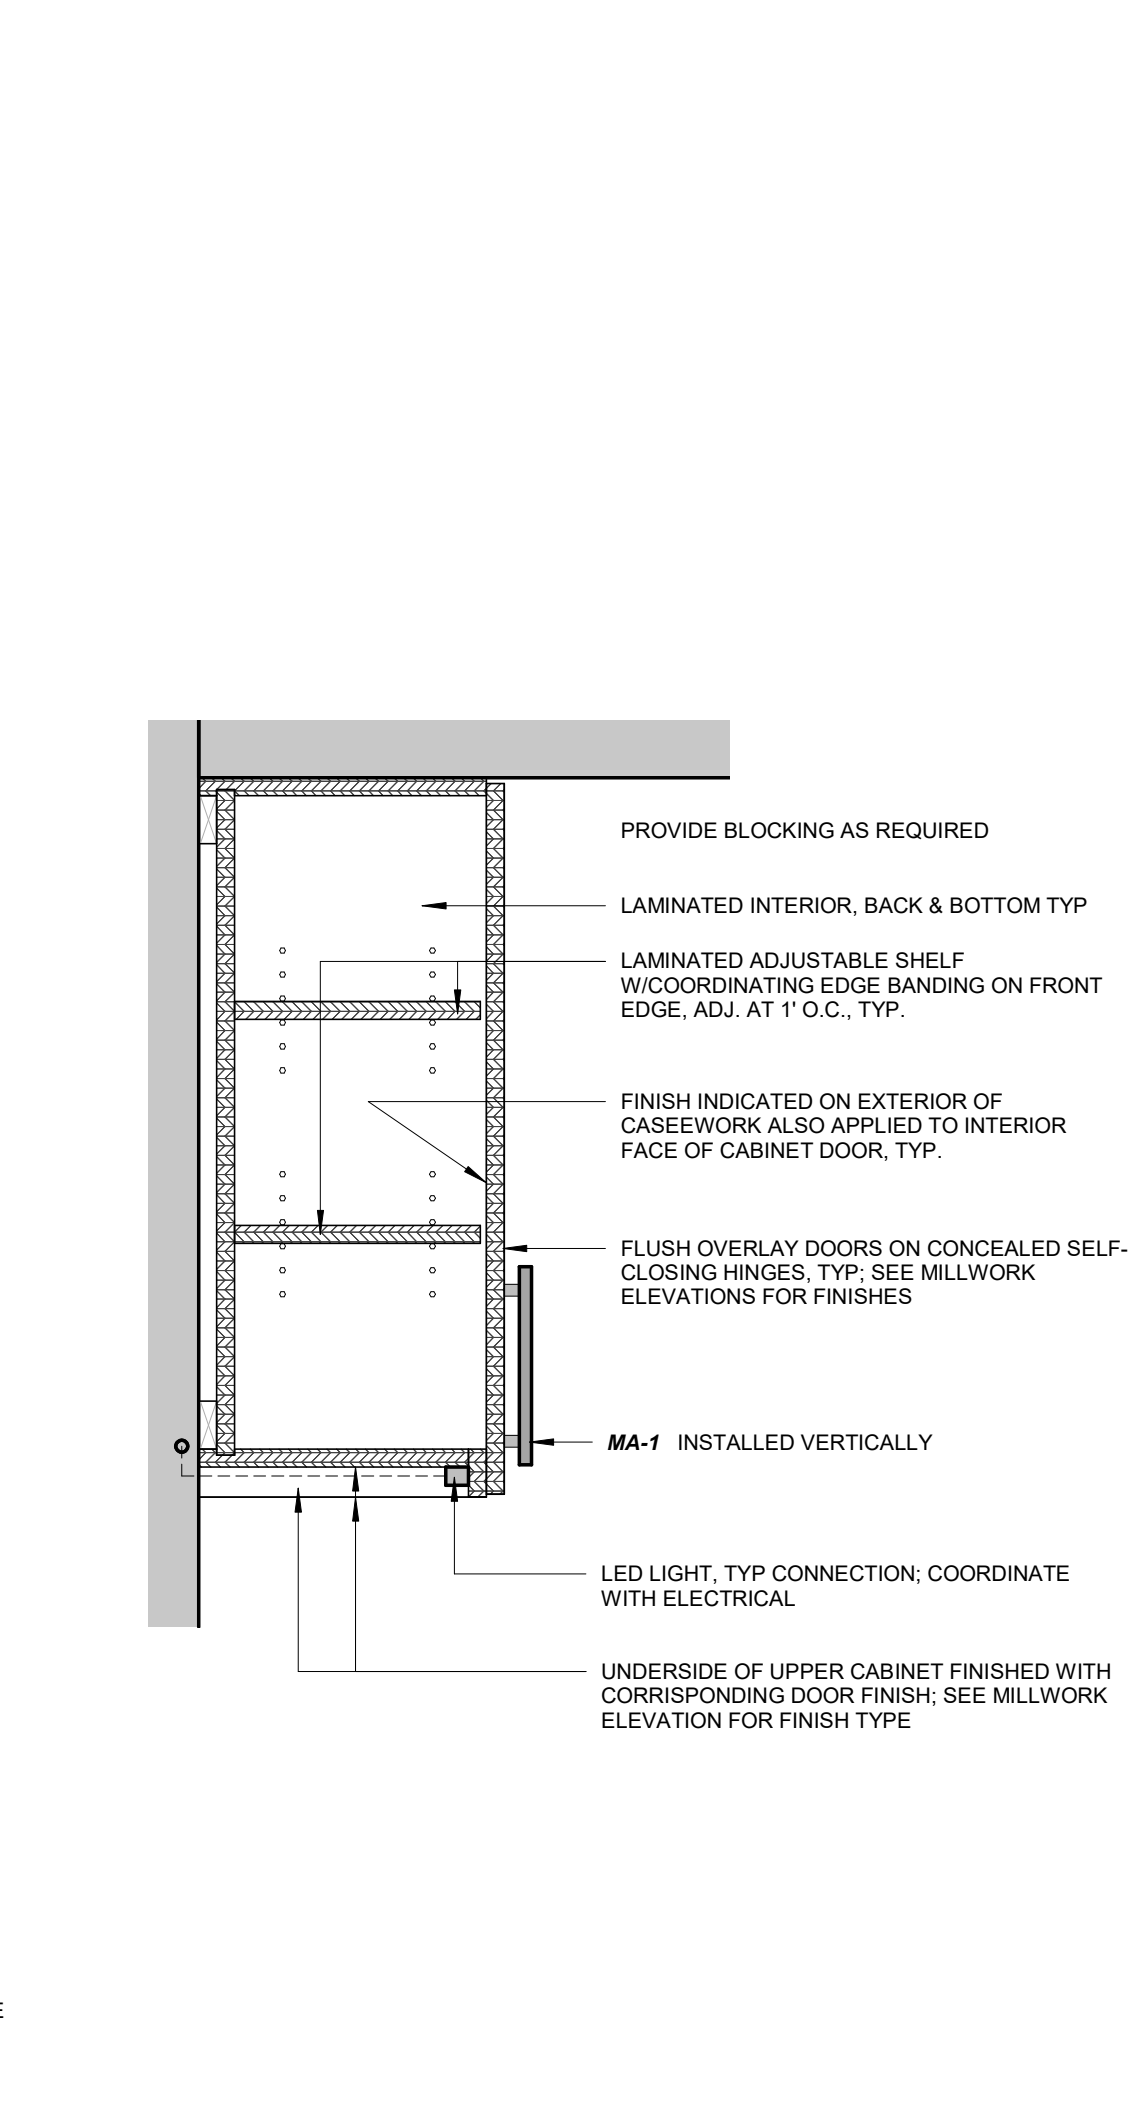 PROVIDE BLOCKING AS REQUIRED
LAMINATED INTERIOR, BACK & BOTTOM TYP
LAMINATED ADJUSTABLE SHELF
W/COORDINATING EDGE BANDING ON FRONT
EDGE, ADJ. AT 1' O.C., TYP.
FINISH INDICATED ON EXTERIOR OF
CASEEWORK ALSO APPLIED TO INTERIOR
FACE OF CABINET DOOR, TYP.
FLUSH OVERLAY DOORS ON CONCEALED SELF-
CLOSING HINGES, TYP; SEE MILLWORK
ELEVATIONS FOR FINISHES
MA-1 INSTALLED VERTICALLY
LED LIGHT, TYP CONNECTION; COORDINATE
WITH ELECTRICAL
UNDERSIDE OF UPPER CABINET FINISHED WITH
CORRISPONDING DOOR FINISH; SEE MILLWORK
ELEVATION FOR FINISH TYPE